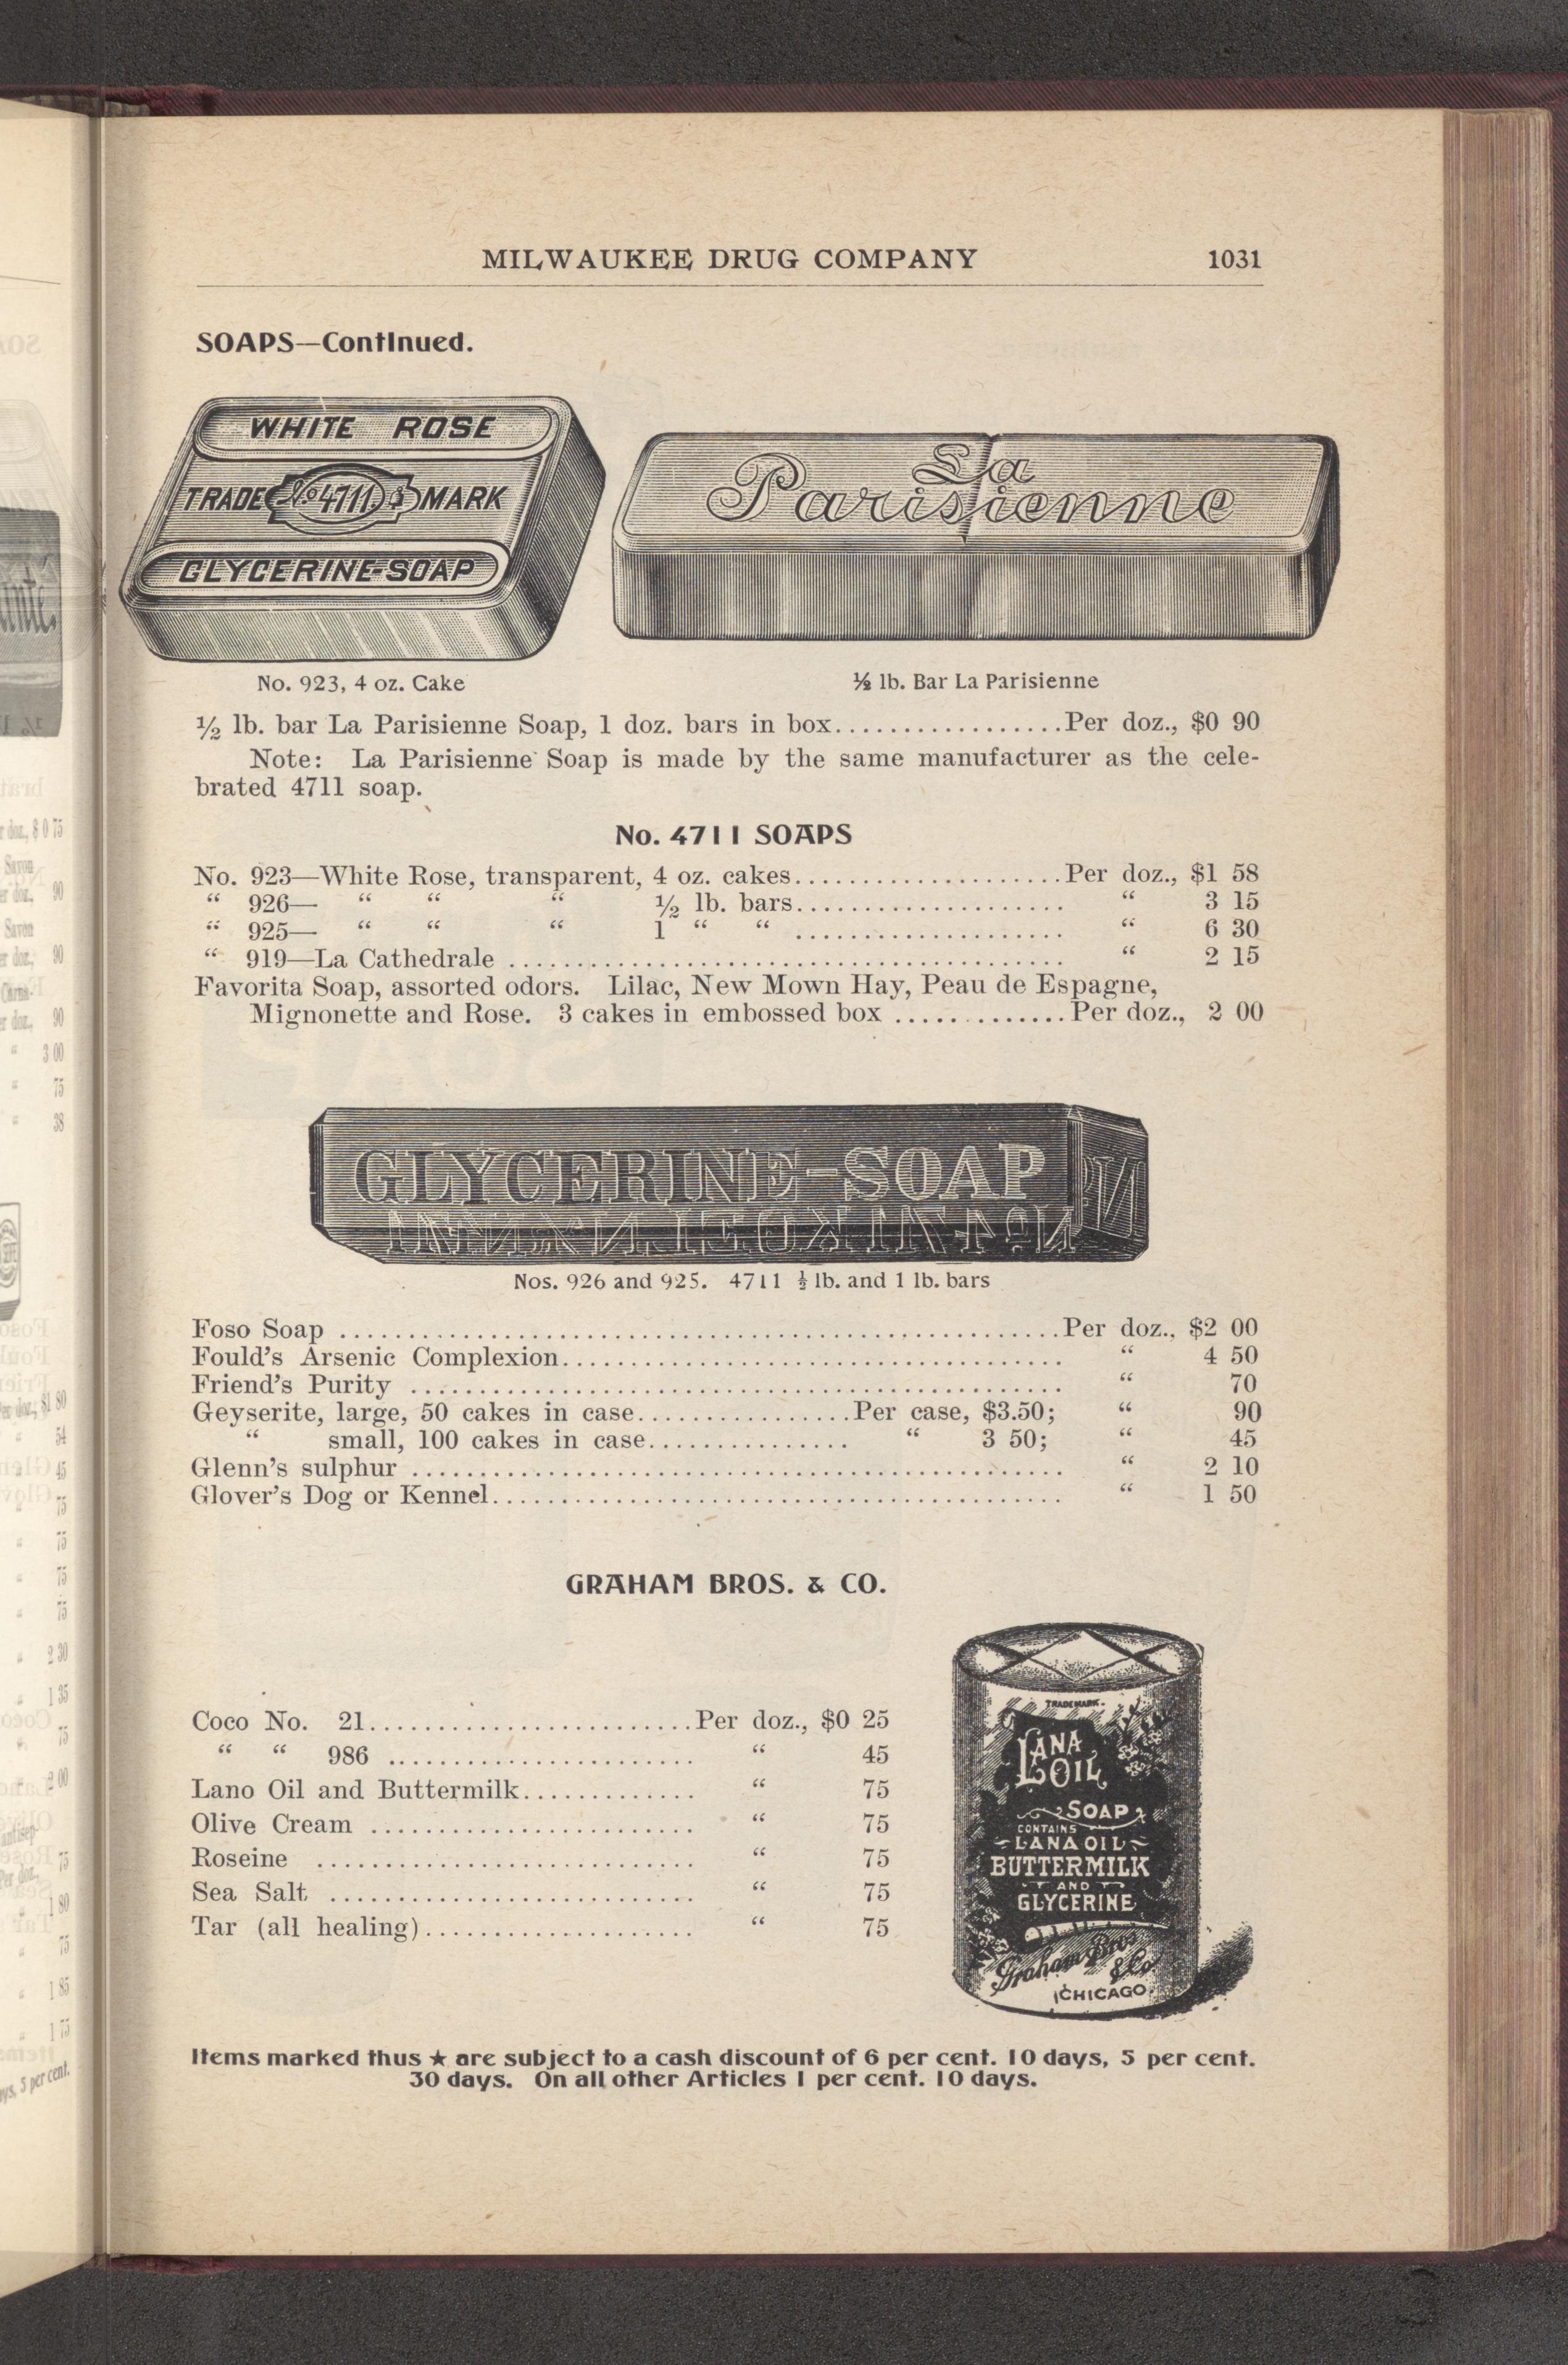 MILWAUKEE DRUG COMPANY 1031
SOAPS—Continued.
WHITE ROSE
TRADE No 4711 MARK
GLYCERINE-SOAP
La
Parisienne
No. 923, 4 oz. Cake
½ lb. Bar La Parisienne
½ lb. bar La Parisienne Soap, 1 doz. bars in box..................Per doz., $0 90
Note: La Parisienne Soap is made by the same manufacturer as the cele-
brated 4711 soap.
No. 4711 SOAPS
No. 923—White Rose, transparent, 4 oz. cakes....................Per doz., $1 58
“ 926— “ “ “ ½ lb. bars.................... “ 3 15
“ 925— “ “ “ 1 “ “ .................... “ 6 30
“ 919—La Cathedrale ......................................... “ 2 15
Favorita Soap, assorted odors. Lilac, New Mown Hay, Peau de Espagne,
Mignonette and Rose. 3 cakes in embossed box .............Per doz., 2 00
GLYCERINE-SOAP
Nos. 926 and 925. 4711 ½ lb. and 1 lb. bars
Foso Soap .....................................................Per doz., $2 00
Fould's Arsenic Complexion..................................... “ 4 50
Friend's Purity ................................................ “ 70
Geyserite, large, 50 cakes in case................Per case, $3.50; “ 90
“ small, 100 cakes in case............... “ 3 50; “ 45
Glenn's sulphur ................................................ “ 2 10
Glover's Dog or Kennel.......................................... “ 1 50
GRAHAM BROS. & CO.
Coco No. 21........................Per doz., $0 25
“ “ 986 ....................... “ 45
Lano Oil and Buttermilk............. “ 75
Olive Cream ........................ “ 75
Roseine ............................ “ 75
Sea Salt ........................... “ 75
Tar (all healing).................... “ 75
TRADE MARK.
LANA
OIL
SOAP
CONTAINS
LANA OIL
BUTTERMILK
AND
GLYCERINE
Graham Bros
& Co.
CHICAGO
Items marked thus ★ are subject to a cash discount of 6 per cent. 10 days, 5 per cent.
30 days. On all other Articles 1 per cent. 10 days.